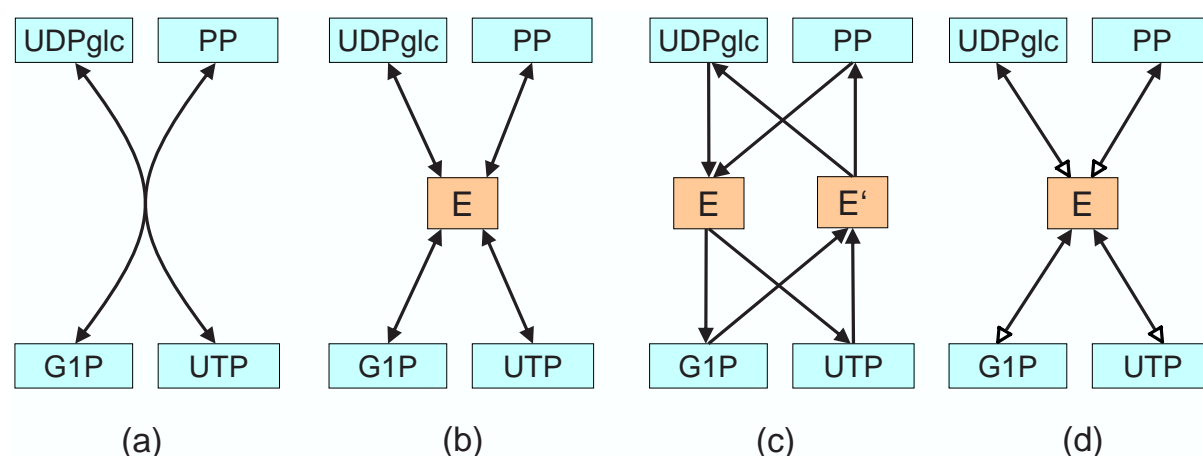 UDPglc PP UDPglc PP UDPglc PP UDPglc PP
E E E‘ E
G1P UTP G1P UTP G1P UTP G1P UTP
(a) (b) (c) (d)